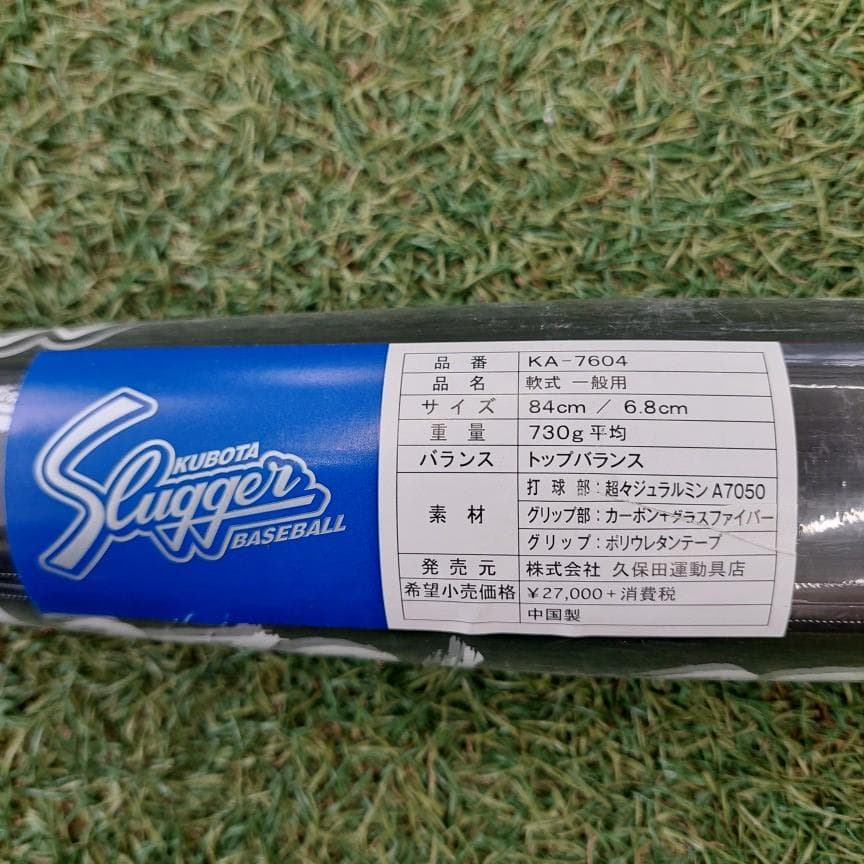 KUBOTA
Slugger
BASEBALL
品番 KA-7604
品名 軟式 一般用
サイズ 84cm / 6.8cm
重量 730g 平均
バランス トップバランス
素材 打球部:超々ジュラルミン A7050
グリップ部:カーボン+グラスファイバー
グリップ:ポリウレタンテープ
発売元 株式会社 久保田運動具店
希望小売価格 ¥27,000+消費税
中国製